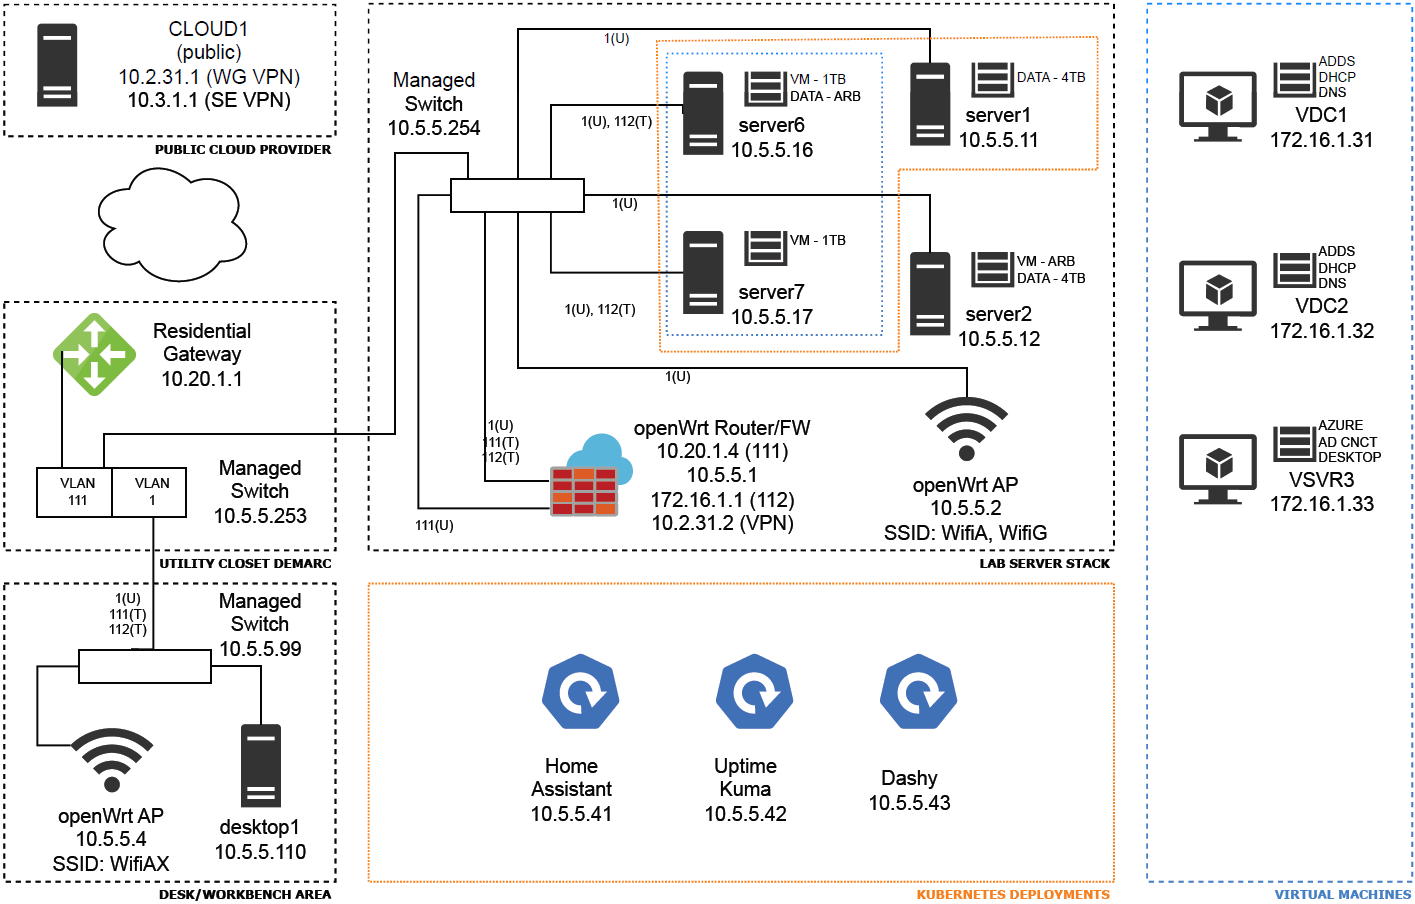 CLOUD1
(public)
10.2.31.1 (WG VPN)
10.3.1.1 (SE VPN)
PUBLIC CLOUD PROVIDER
Residential
Gateway
10.20.1.1
VLAN
111
VLAN
1
Managed
Switch
10.5.5.253
UTILITY CLOSET DEMARC
1(U)
111(T)
112(T)
Managed
Switch
10.5.5.99
openWrt AP
10.5.5.4
SSID: WifiAX
desktop1
10.5.5.110
DESK/WORKBENCH AREA
Managed
Switch
10.5.5.254
1(U)
1(U), 112(T)
VM - 1TB
DATA - ARB
server6
10.5.5.16
DATA - 4TB
server1
10.5.5.11
1(U)
1(U), 112(T)
VM - 1TB
server7
10.5.5.17
VM - ARB
DATA - 4TB
server2
10.5.5.12
1(U)
1(U)
111(T)
112(T)
111(U)
openWrt Router/FW
10.20.1.4 (111)
10.5.5.1
172.16.1.1 (112)
10.2.31.2 (VPN)
openWrt AP
10.5.5.2
SSID: WifiA, WifiG
LAB SERVER STACK
Home
Assistant
10.5.5.41
Uptime
Kuma
10.5.5.42
Dashy
10.5.5.43
KUBERNETES DEPLOYMENTS
ADDS
DHCP
DNS
VDC1
172.16.1.31
ADDS
DHCP
DNS
VDC2
172.16.1.32
AZURE
AD CNCT
DESKTOP
VSVR3
172.16.1.33
VIRTUAL MACHINES